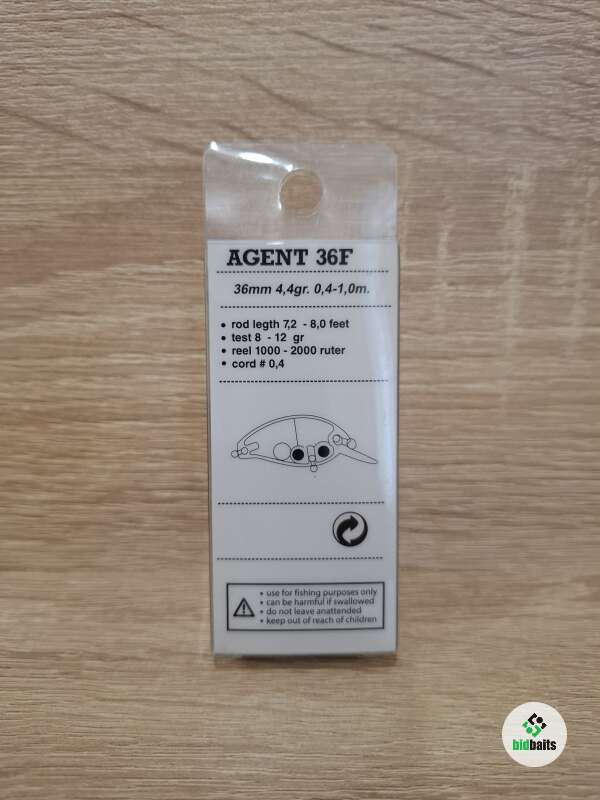 AGENT 36F
36mm 4,4gr. 0,4-1,0m.
• rod legth 7,2 - 8,0 feet
• test 8 - 12 gr
• reel 1000 - 2000 ruter
• cord # 0,4
• use for fishing purposes only
• can be harmful if swallowed
• do not leave anattended
• keep out of reach of children
bidbaits